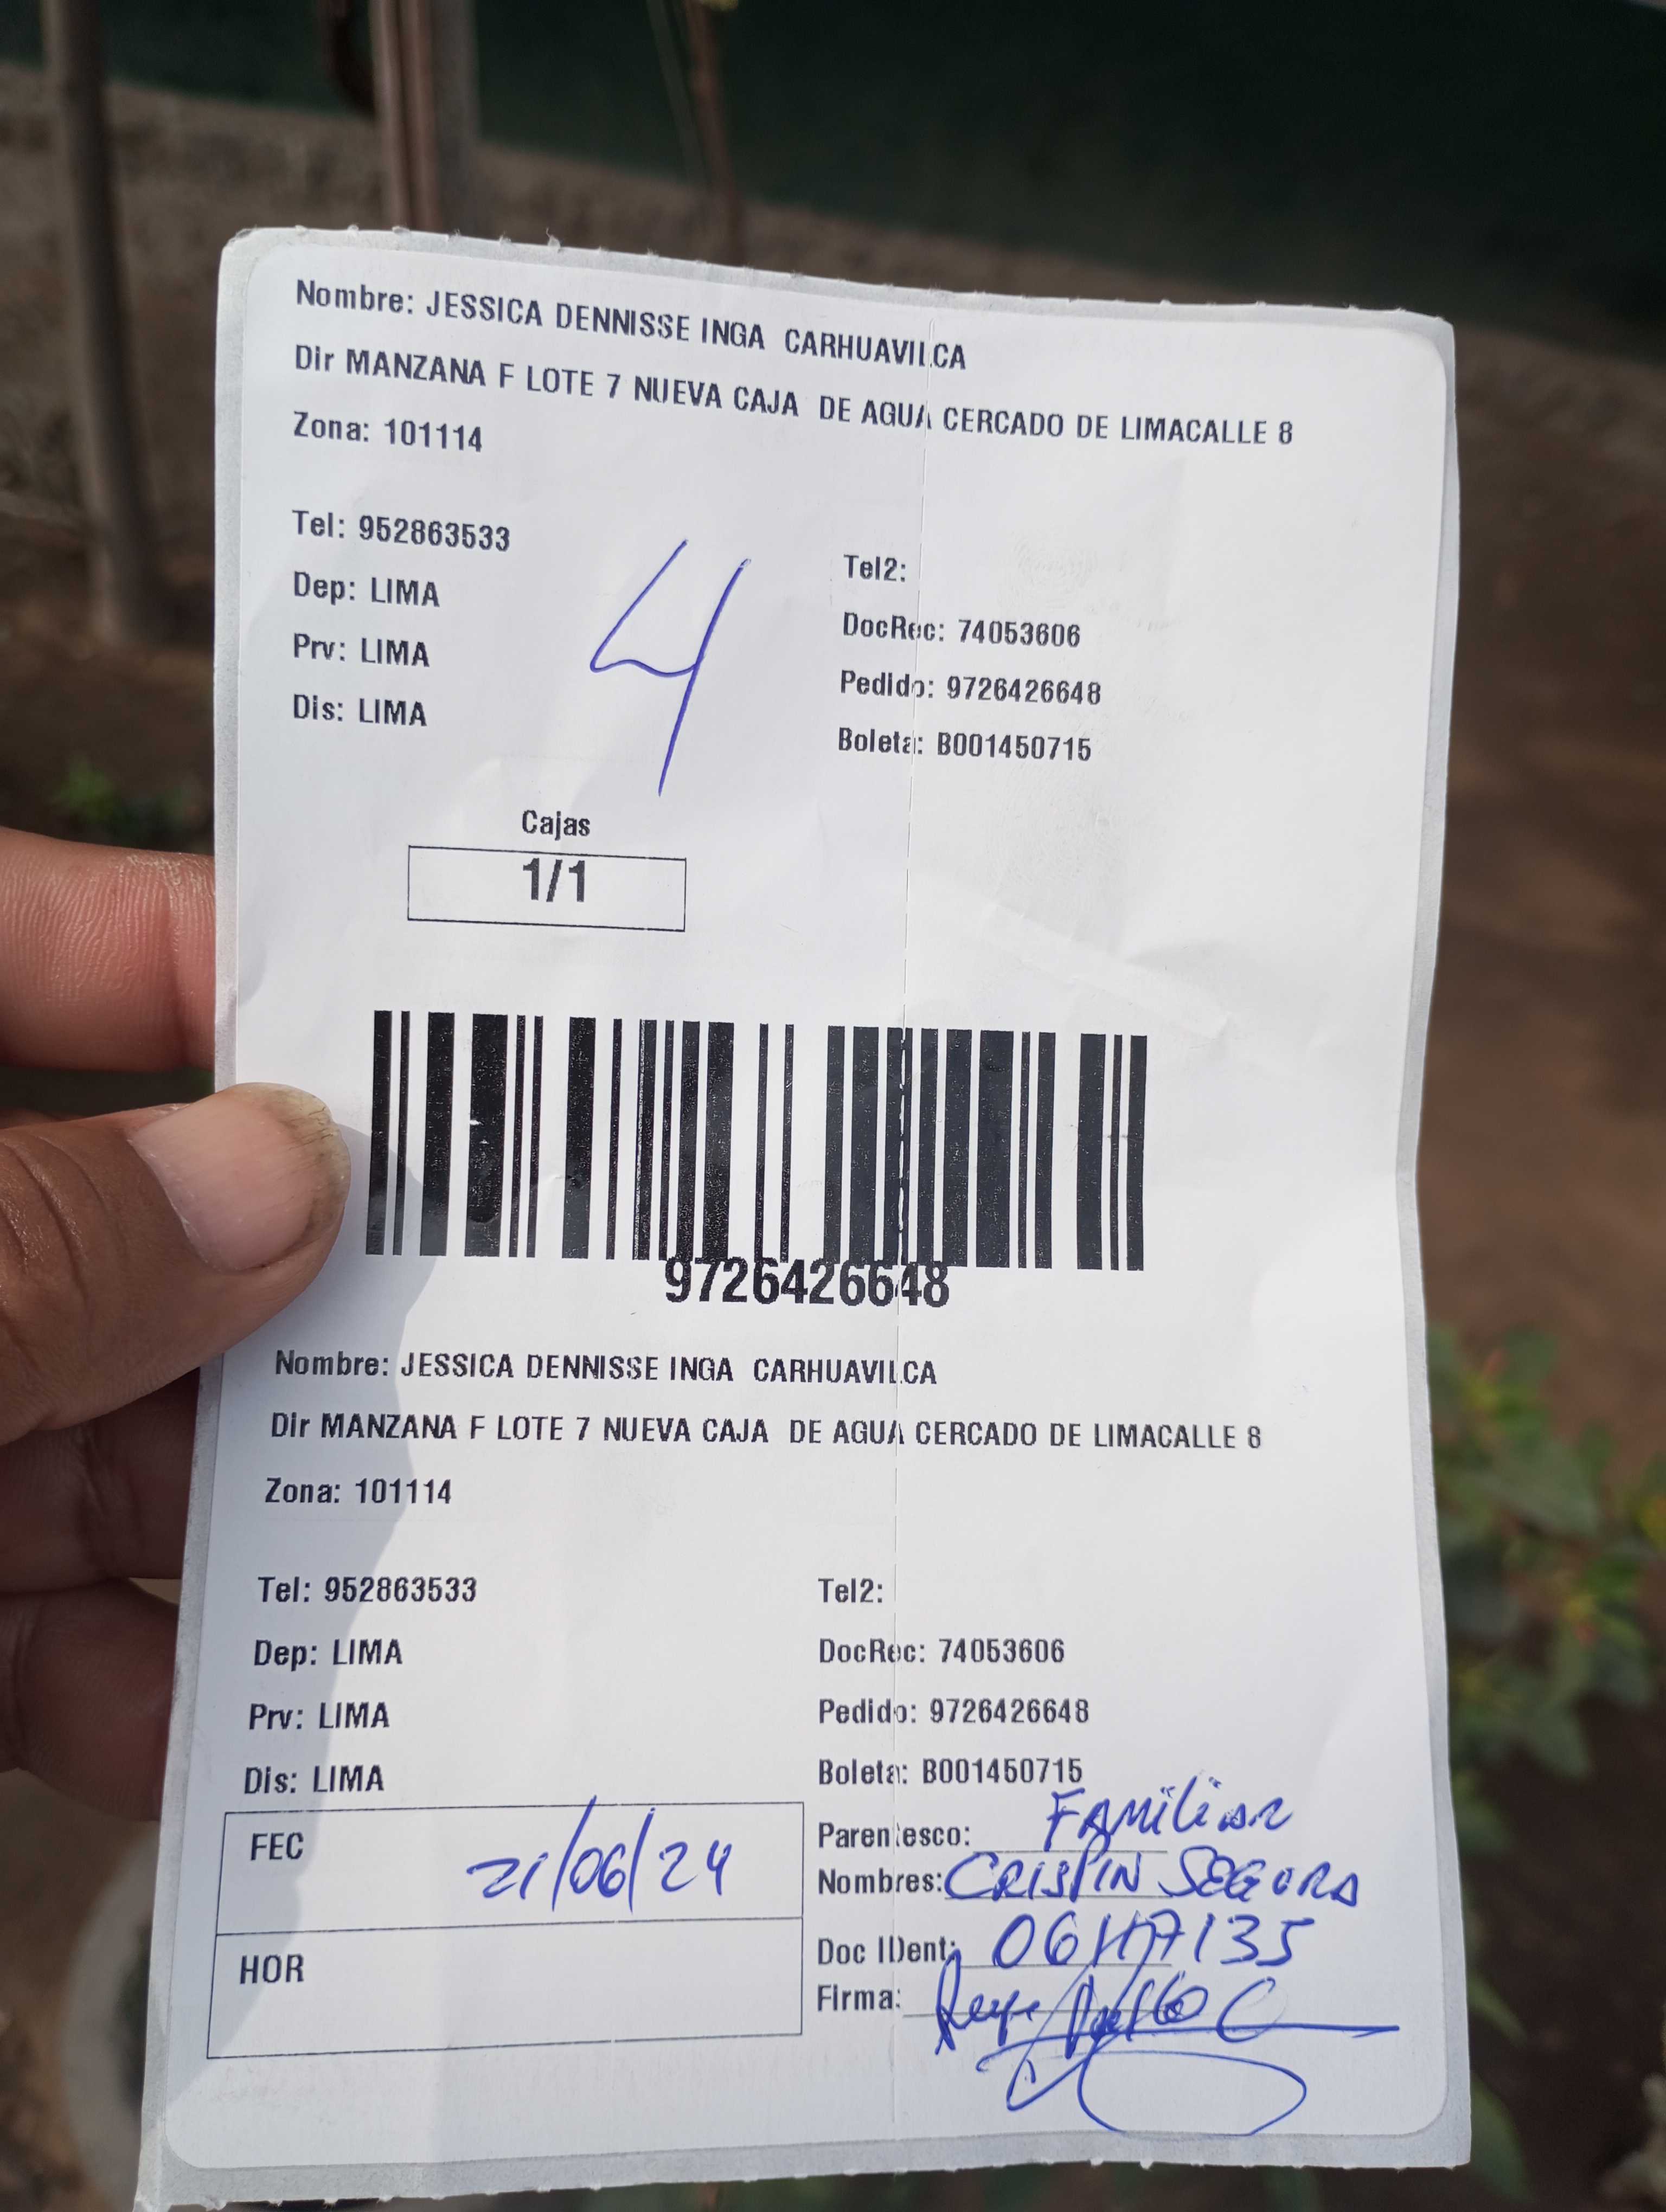 Nombre: JESSICA DENNISSE INGA CARHUAVILCA
Dir MANZANA F LOTE 7 NUEVA CAJA DE AGUA CERCADO DE LIMACALLE 8
Zona: 101114
Tel: 952863533
Tel2:
Dep: LIMA
DocRec: 74053606
Prv: LIMA
Pedido: 9726426648
Dis: LIMA
Boleta: B001450715
4
Cajas
1/1
9726426648
Nombre: JESSICA DENNISSE INGA CARHUAVILCA
Dir MANZANA F LOTE 7 NUEVA CAJA DE AGUA CERCADO DE LIMACALLE 8
Zona: 101114
Tel: 952863533
Tel2:
Dep: LIMA
DocRec: 74053606
Prv: LIMA
Pedido: 9726426648
Dis: LIMA
Boleta: B001450715
FEC 21/06/24
Parentesco: FAMiliar
Nombres: CRISPIN SEGURA
Doc IDent:
HOR
Firma: